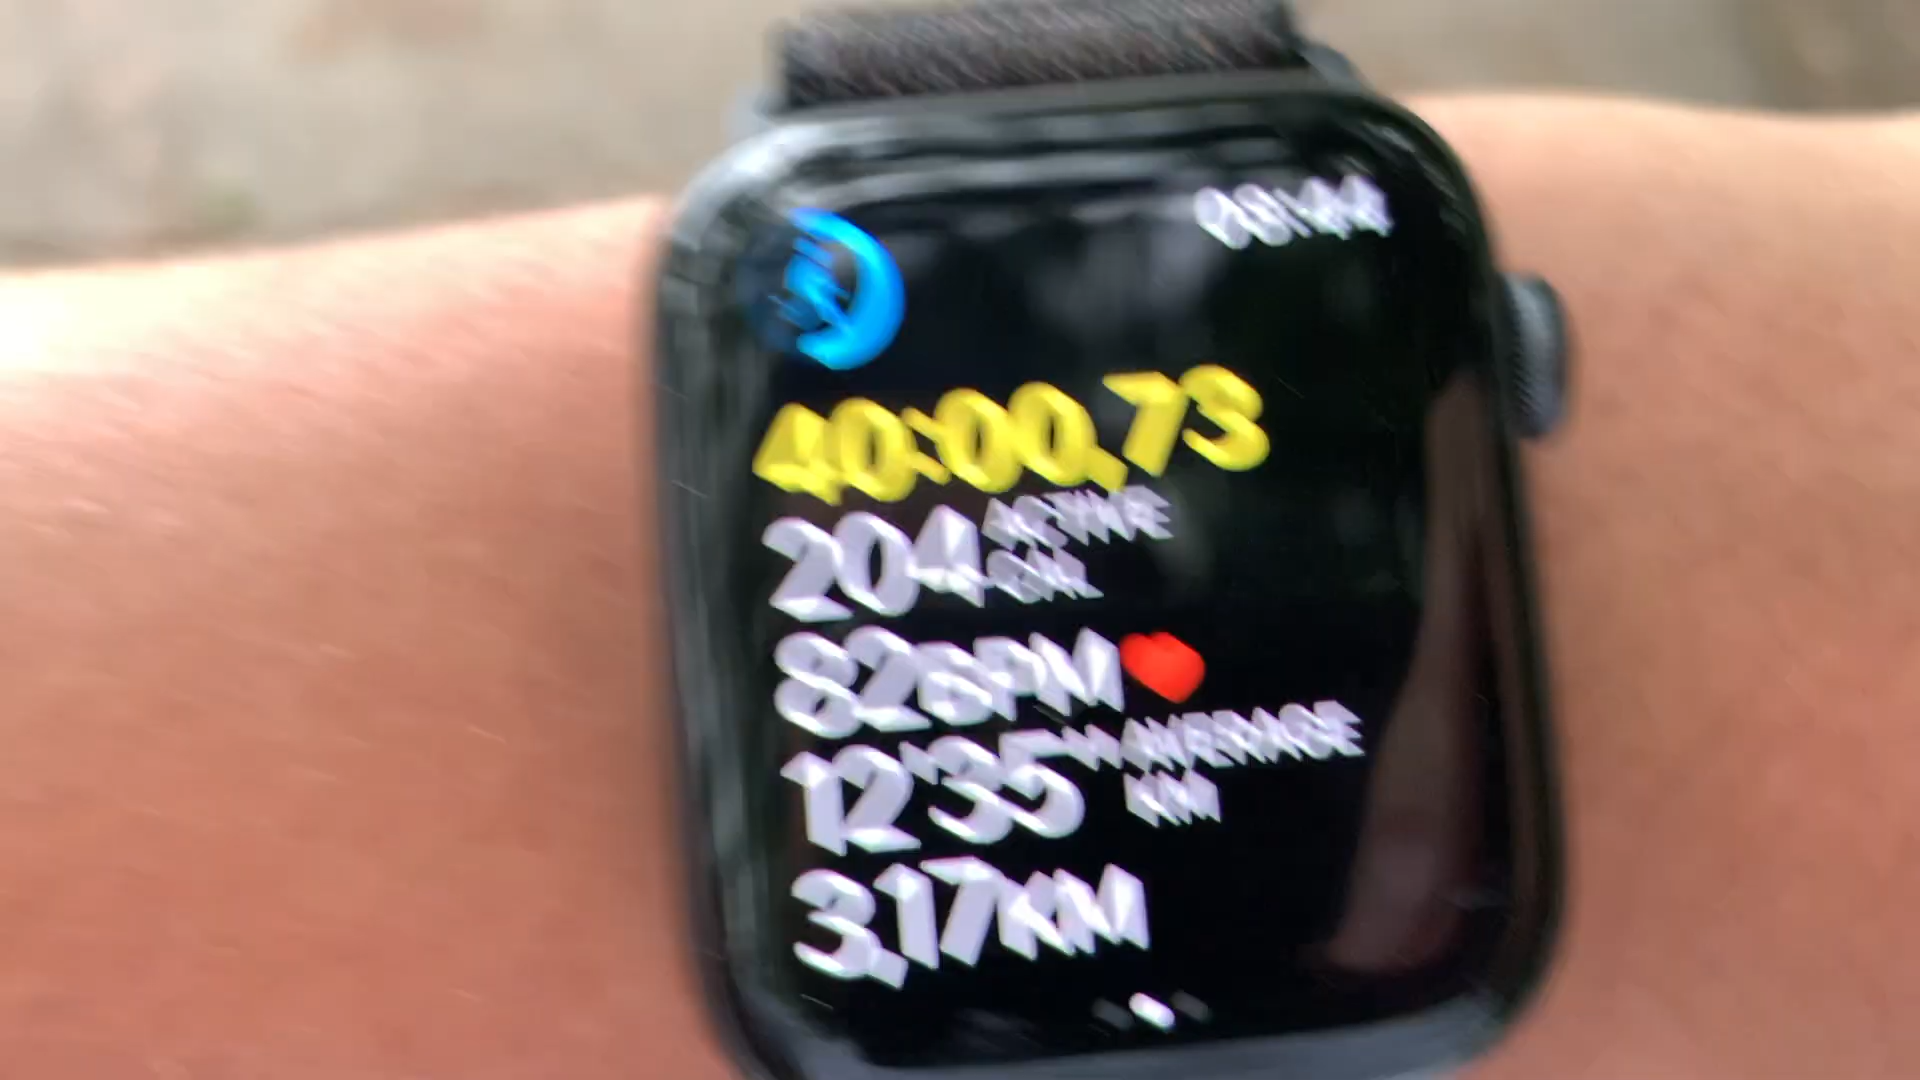 40:00,73
204 ACTIVE
CAL
82BPM
12'35" AVERAGE
KM
3,17KM